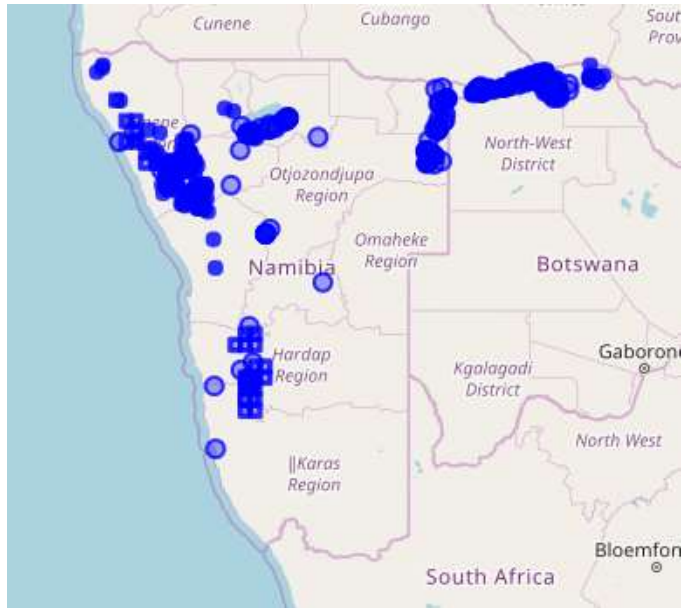 Cunene
Cubango
South
Prov
North-West
District
Otjozondjupa
Region
Omaheke
Region
Namibia
Botswana
Hardap
Region
Gaborone
Kgalagadi
District
North West
||Karas
Region
Bloemfon
South Africa